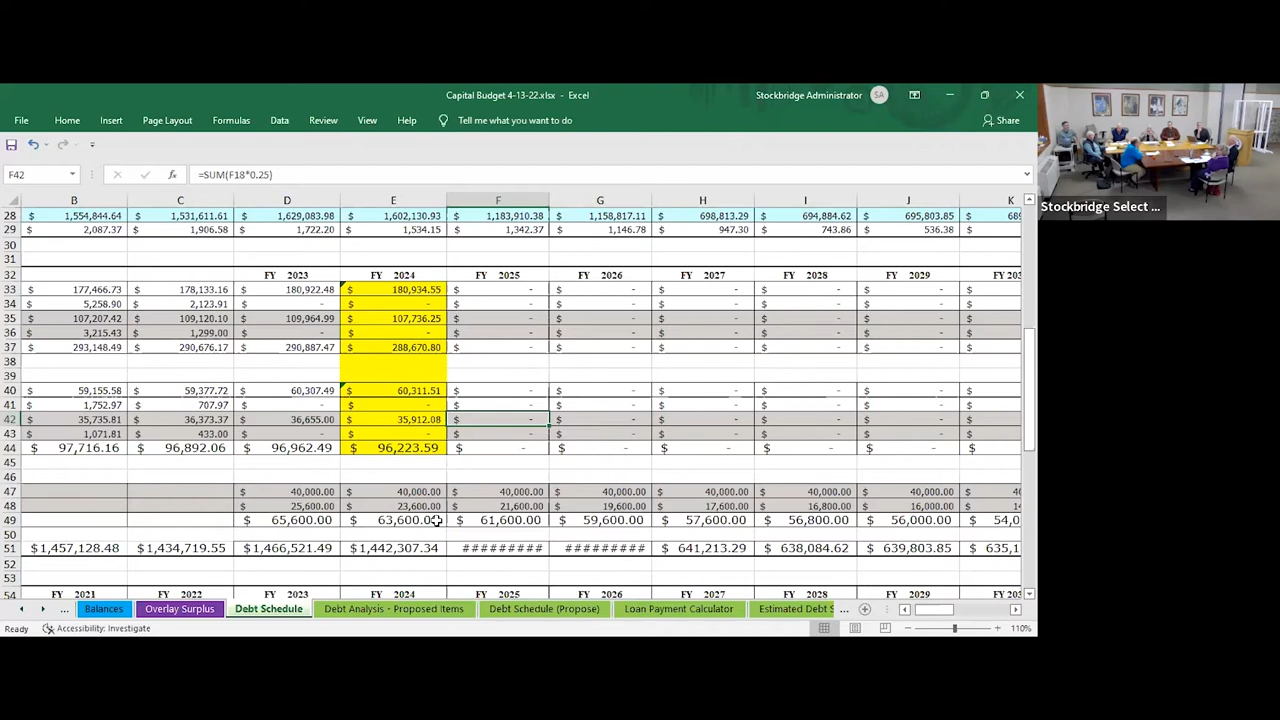 Capital Budget 4-13-22.xlsx - Excel
Stockbridge Administrator SA
File Home Insert Page Layout Formulas Data Review View Help Tell me what you want to do Share
F42 fx =SUM(F18*0.25)
B C D E F G H I J K
28 $ 1,554,844.64 $ 1,531,611.61 $ 1,629,083.98 $ 1,602,130.93 $ 1,183,910.38 $ 1,158,817.11 $ 698,813.29 $ 694,884.62 $ 695,803.85 $ 689
29 $ 2,087.37 $ 1,906.58 $ 1,722.20 $ 1,534.15 $ 1,342.37 $ 1,146.78 $ 947.30 $ 743.86 $ 536.38 $
30
31
32 FY 2023 FY 2024 FY 2025 FY 2026 FY 2027 FY 2028 FY 2029 FY 203
33 $ 177,466.73 $ 178,133.16 $ 180,922.48 $ 180,934.55 $ - $ - $ - $ - $ - $
34 $ 5,258.90 $ 2,123.91 $ - $ - $ - $ - $ - $ - $ - $
35 $ 107,207.42 $ 109,120.10 $ 109,964.99 $ 107,736.25 $ - $ - $ - $ - $ - $
36 $ 3,215.43 $ 1,299.00 $ - $ - $ - $ - $ - $ - $ - $
37 $ 293,148.49 $ 290,676.17 $ 290,887.47 $ 288,670.80 $ - $ - $ - $ - $ - $
38
39
40 $ 59,155.58 $ 59,377.72 $ 60,307.49 $ 60,311.51 $ - $ - $ - $ - $ - $
41 $ 1,752.97 $ 707.97 $ - $ - $ - $ - $ - $ - $ - $
42 $ 35,735.81 $ 36,373.37 $ 36,655.00 $ 35,912.08 $ - $ - $ - $ - $ - $
43 $ 1,071.81 $ 433.00 $ - $ - $ - $ - $ - $ - $ - $
44 $ 97,716.16 $ 96,892.06 $ 96,962.49 $ 96,223.59 $ - $ - $ - $ - $ - $
45
46
47 $ 40,000.00 $ 40,000.00 $ 40,000.00 $ 40,000.00 $ 40,000.00 $ 40,000.00 $ 40,000.00 $ 40
48 $ 25,600.00 $ 23,600.00 $ 21,600.00 $ 19,600.00 $ 17,600.00 $ 16,800.00 $ 16,000.00 $ 14
49 $ 65,600.00 $ 63,600.00 $ 61,600.00 $ 59,600.00 $ 57,600.00 $ 56,800.00 $ 56,000.00 $ 54,0
50
51 $1,457,128.48 $1,434,719.55 $1,466,521.49 $1,442,307.34 ######### ######### $ 641,213.29 $ 638,084.62 $ 639,803.85 $ 635,1
52
53
54 FY 2021 FY 2022 FY 2023 FY 2024 FY 2025 FY 2026 FY 2027 FY 2028 FY 2029 FY 203
... Balances Overlay Surplus Debt Schedule Debt Analysis - Proposed Items Debt Schedule (Propose) Loan Payment Calculator Estimated Debt S ...
Ready Accessibility: Investigate 110%
Stockbridge Select ...